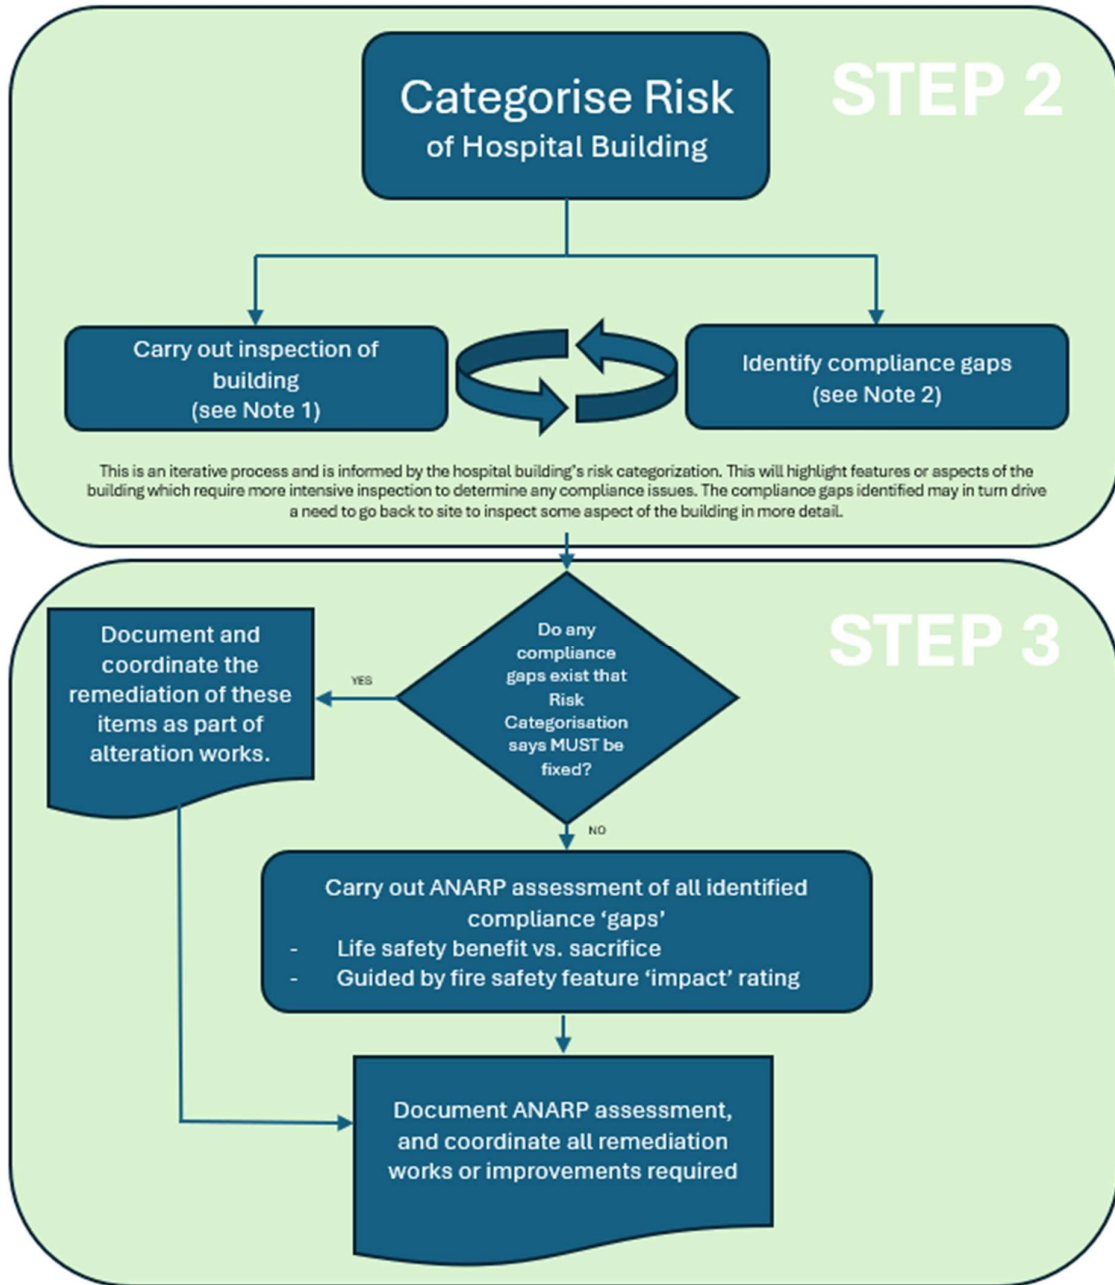 STEP 2
Categorise Risk
of Hospital Building
Carry out inspection of
building
(see Note 1)
Identify compliance gaps
(see Note 2)
This is an iterative process and is informed by the hospital building's risk categorization. This will highlight features or aspects of the
building which require more intensive inspection to determine any compliance issues. The compliance gaps identified may in turn drive
a need to go back to site to inspect some aspect of the building in more detail.
STEP 3
Document and
coordinate the
remediation of these
items as part of
alteration works.
YES
Do any
compliance
gaps exist that
Risk
Categorisation
says MUST be
fixed?
NO
Carry out ANARP assessment of all identified
compliance ‘gaps’
- Life safety benefit vs. sacrifice
- Guided by fire safety feature ‘impact’ rating
Document ANARP assessment,
and coordinate all remediation
works or improvements required